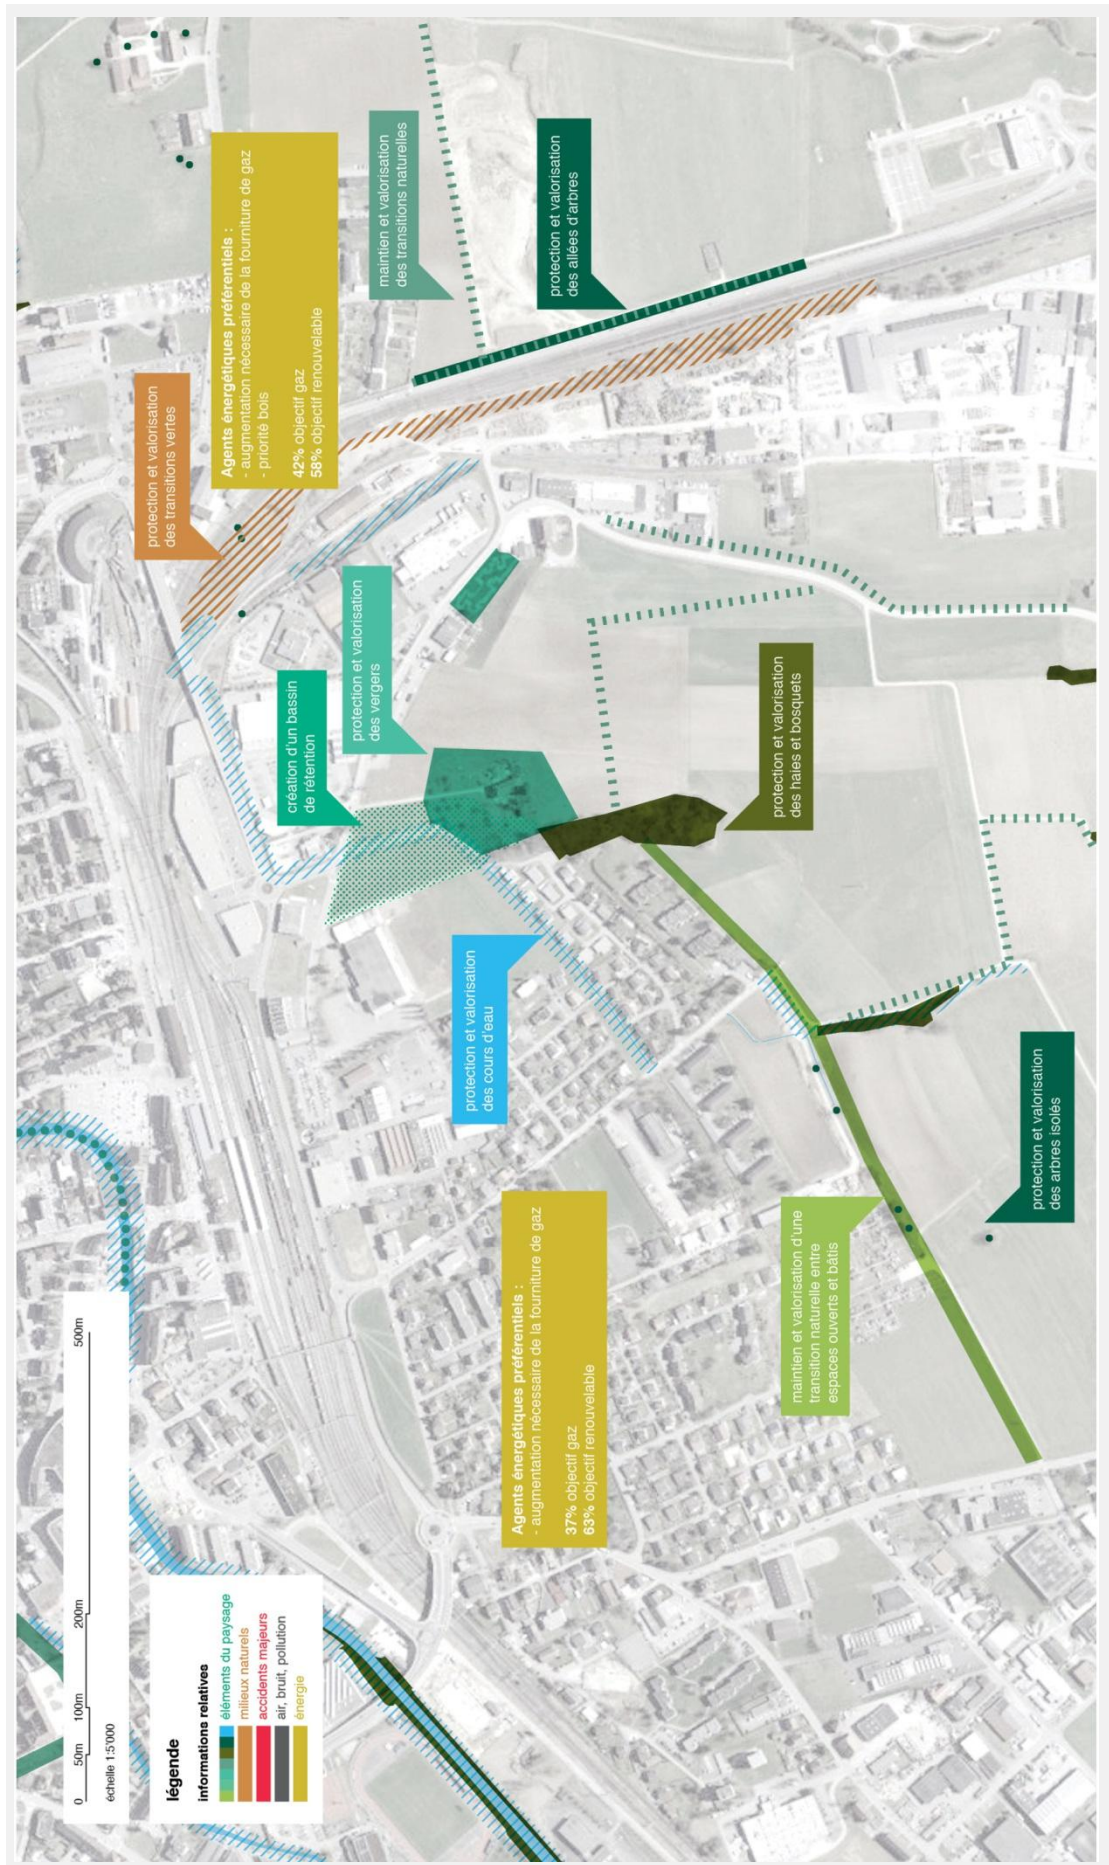 0 50m 100m 200m 500m
échelle 1:5'000
légende
informations relatives
éléments du paysage
milieux naturels
accidents majeurs
air, bruit, pollution
énergie
protection et valorisation
des transitions vertes
Agents énergétiques préférentiels :
- augmentation nécessaire de la fourniture de gaz
- priorité bois
42% objectif gaz
58% objectif renouvelable
maintien et valorisation
des transitions naturelles
protection et valorisation
des allées d'arbres
création d'un bassin
de rétention
protection et valorisation
des vergers
protection et valorisation
des cours d'eau
protection et valorisation
des haies et bosquets
Agents énergétiques préférentiels :
- augmentation nécessaire de la fourniture de gaz
37% objectif gaz
63% objectif renouvelable
maintien et valorisation d'une
transition naturelle entre
espaces ouverts et bâtis
protection et valorisation
des arbres isolés